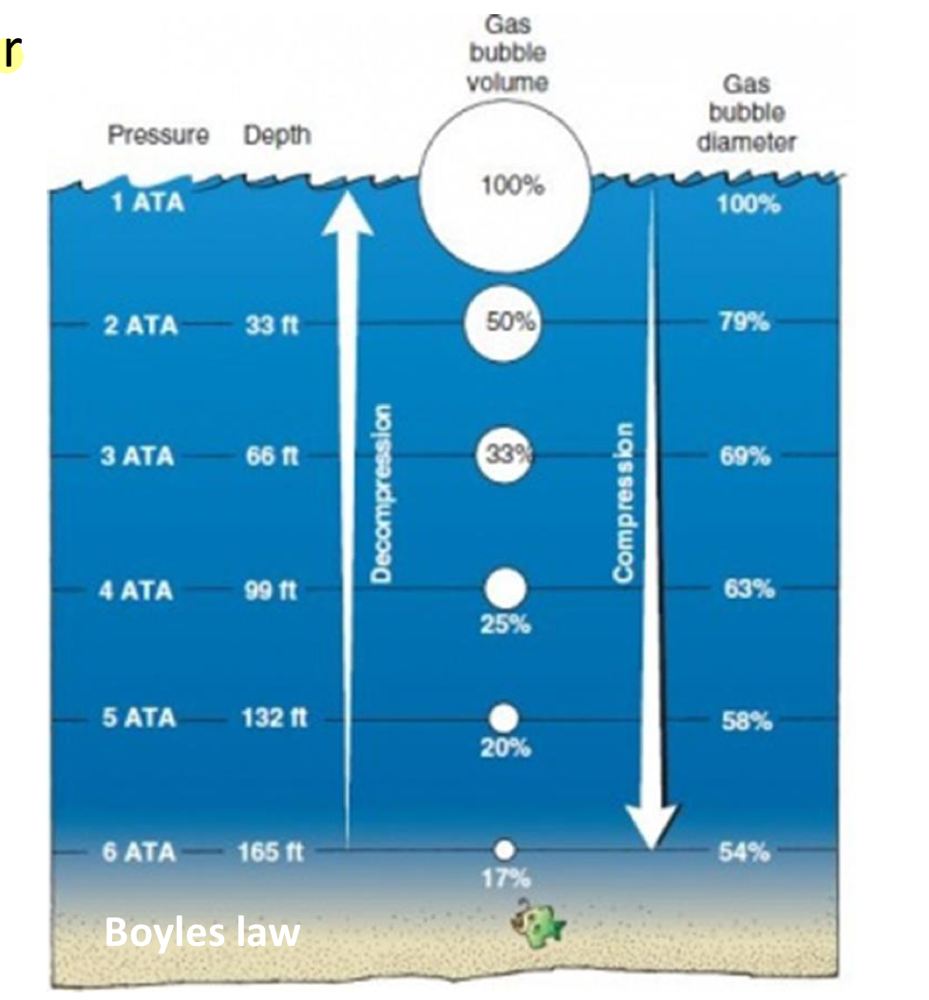 r
Gas
bubble
volume
Gas
bubble
diameter
Pressure Depth
100%
1 ATA 100%
2 ATA 33 ft 50% 79%
3 ATA 66 ft 33% 69%
Decompression
Compression
4 ATA 99 ft 63%
25%
5 ATA 132 ft 58%
20%
6 ATA 165 ft 54%
17%
Boyles law